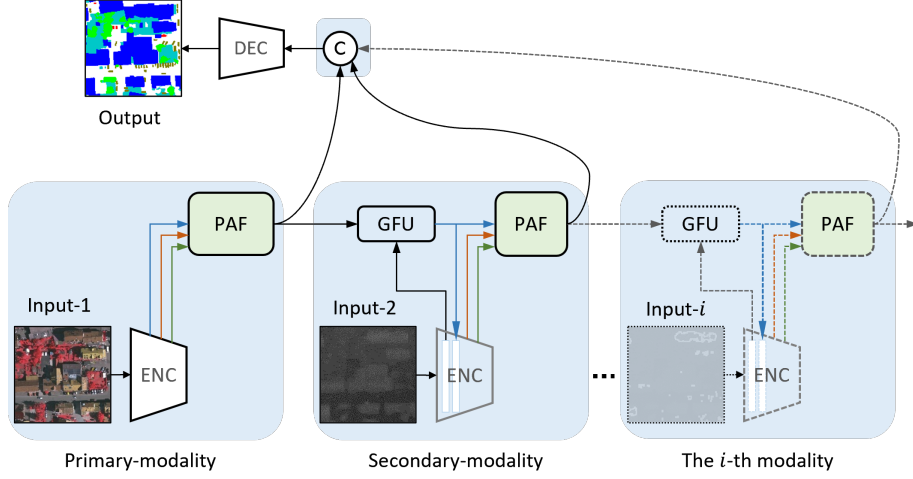 DEC
C
Output
PAF
GFU
PAF
GFU
PAF
Input-1
Input-2
Input-i
ENC
ENC
...
ENC
Primary-modality
Secondary-modality
The i-th modality